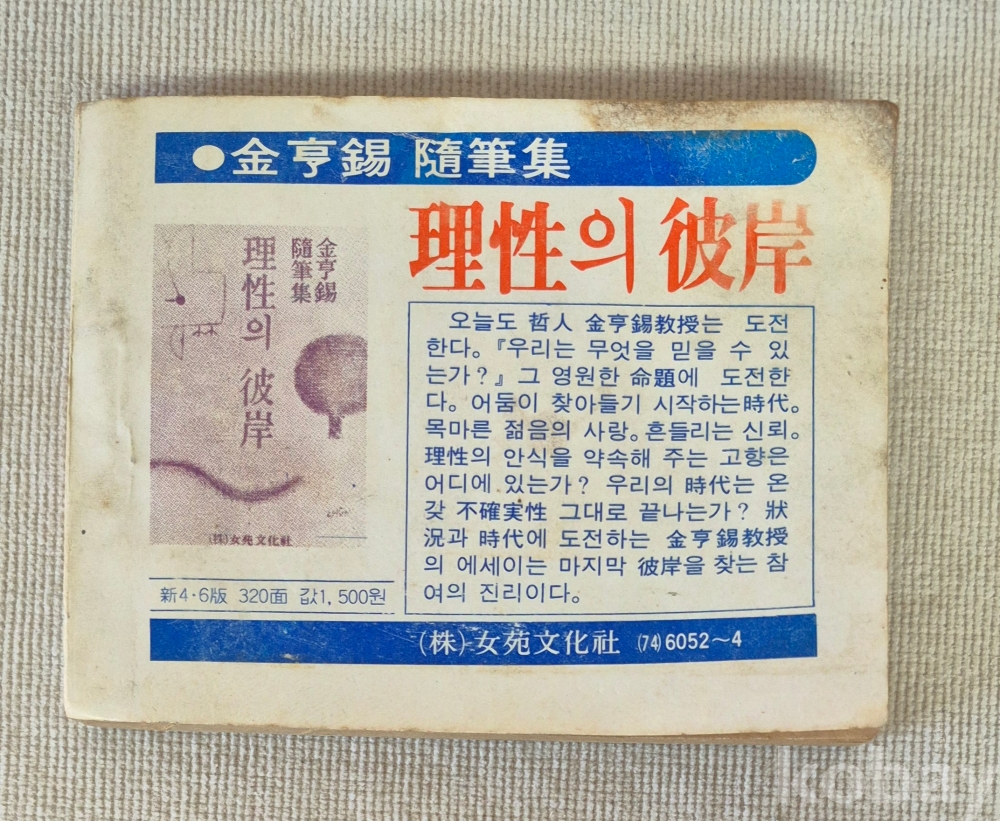 ●金亨錫 隨筆集
理性의 彼岸
金亨錫
隨筆集
理性의 彼岸
(株)女苑文化社
오늘도 哲人 金亨錫教授는 도전
한다。『우리는 무엇을 믿을 수 있
는가?』그 영원한 命題에 도전한
다。어둠이 찾아들기 시작하는時代。
목마른 젊음의 사랑。흔들리는 신뢰。
理性의 안식을 약속해 주는 고향은
어디에 있는가? 우리의 時代는 온
갖 不確実性 그대로 끝나는가? 狀
況과 時代에 도전하는 金亨錫教授
의 에세이는 마지막 彼岸을 찾는 참
여의 진리이다。
新4·6版 320面 값1,500원
(株)女苑文化社 (74)6052~4
kobay